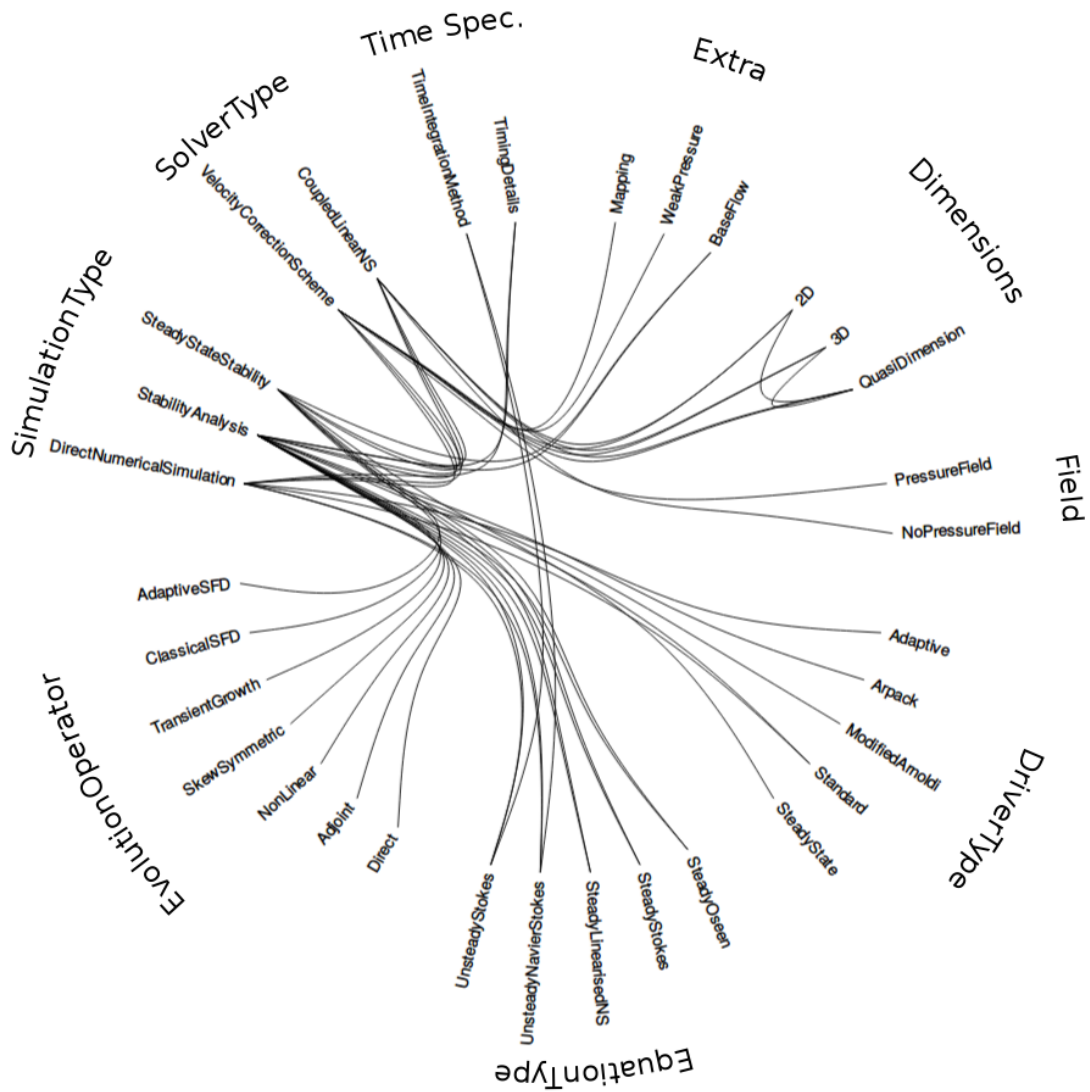 Time Spec.
TimeIntegrationMethod
TimingDetails
Extra
Mapping
WeakPressure
BaseFlow
Dimensions
2D
3D
QuasiDimension
Field
PressureField
NoPressureField
DriverType
Adaptive
Arpack
ModifiedArnoldi
Standard
SteadyState
EquationType
SteadyOseen
SteadyStokes
SteadyLinearisedNS
UnsteadyNavierStokes
UnsteadyStokes
EvolutionOperator
Direct
Adjoint
NonLinear
SkewSymmetric
TransientGrowth
ClassicalSFD
AdaptiveSFD
SimulationType
DirectNumericalSimulation
StabilityAnalysis
SteadyStateStability
SolverType
VelocityCorrectionScheme
CoupledLinearNS